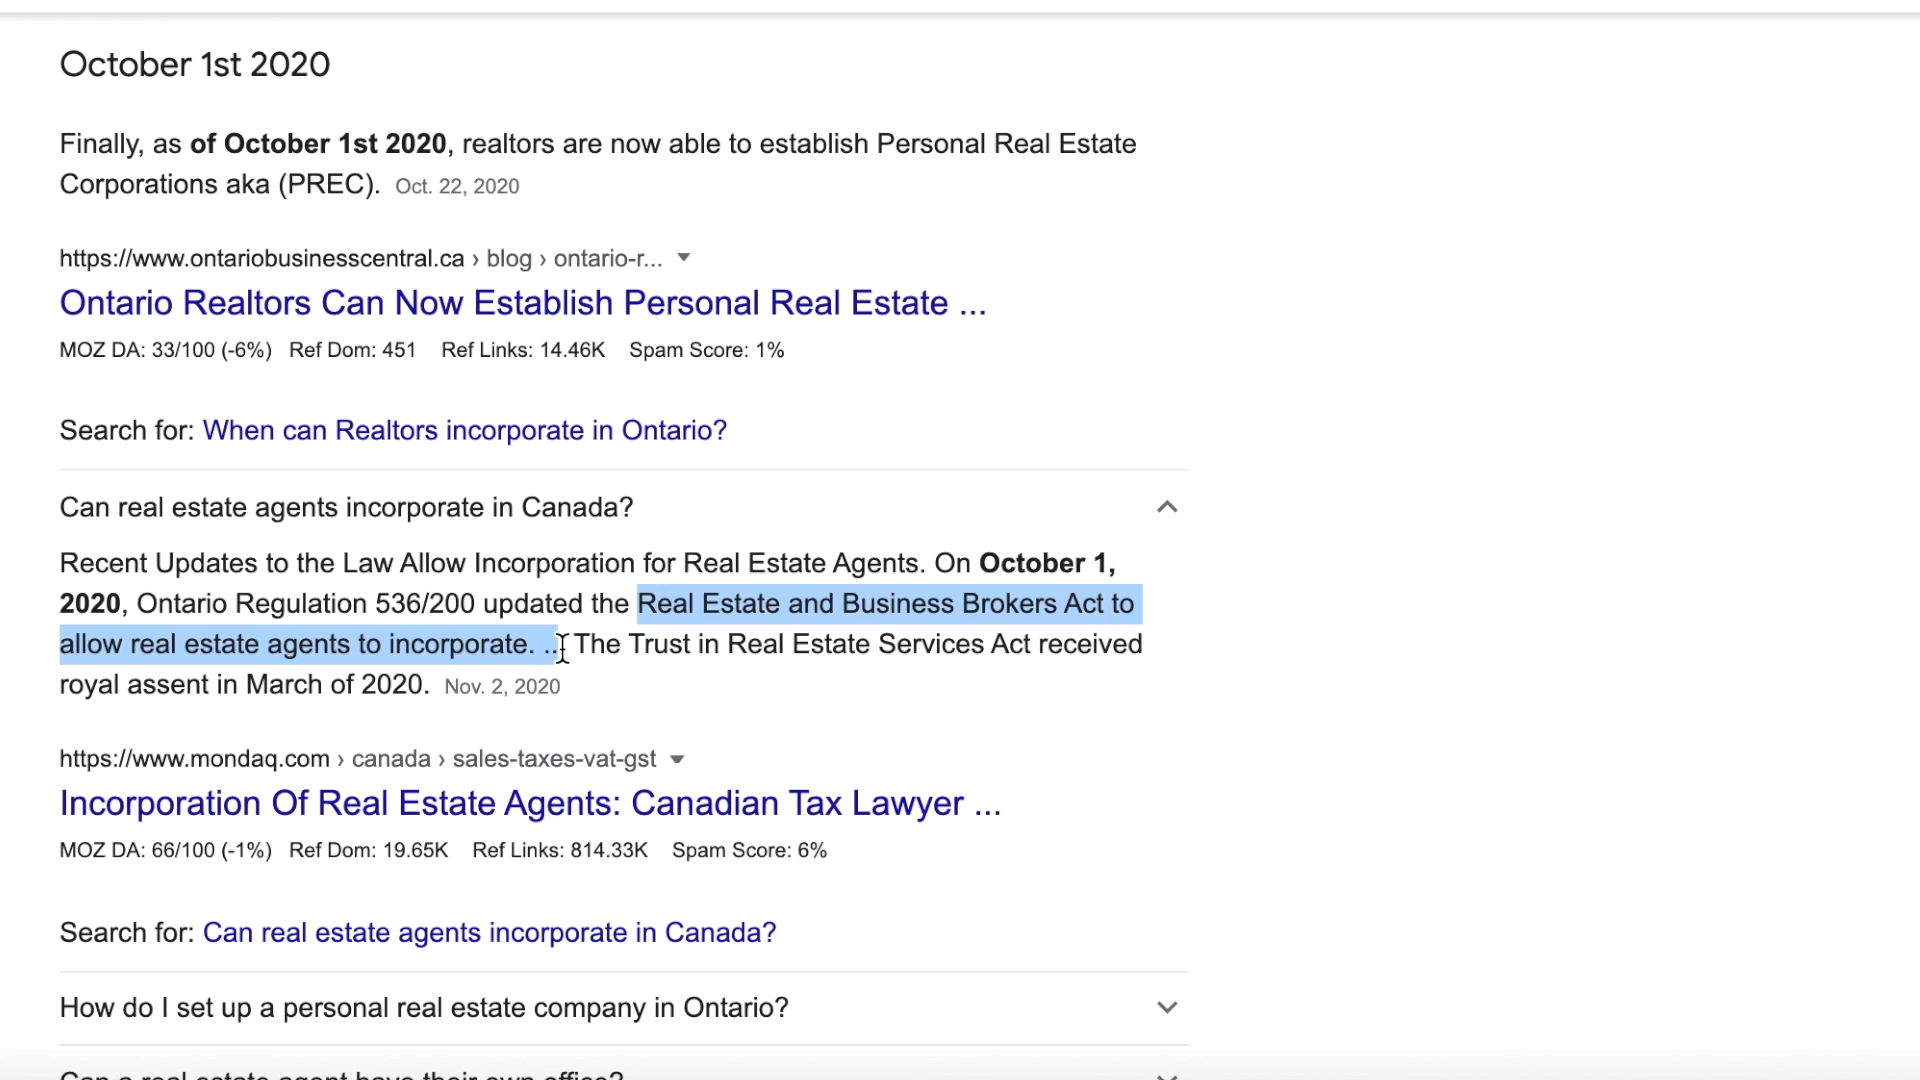 October 1st 2020
Finally, as of October 1st 2020, realtors are now able to establish Personal Real Estate
Corporations aka (PREC). Oct. 22, 2020
https://www.ontariobusinesscentral.ca › blog › ontario-r...
Ontario Realtors Can Now Establish Personal Real Estate ...
MOZ DA: 33/100 (-6%) Ref Dom: 451 Ref Links: 14.46K Spam Score: 1%
Search for: When can Realtors incorporate in Ontario?
Can real estate agents incorporate in Canada?
Recent Updates to the Law Allow Incorporation for Real Estate Agents. On October 1,
2020, Ontario Regulation 536/200 updated the Real Estate and Business Brokers Act to
allow real estate agents to incorporate. ... The Trust in Real Estate Services Act received
royal assent in March of 2020. Nov. 2, 2020
https://www.mondaq.com › canada › sales-taxes-vat-gst
Incorporation Of Real Estate Agents: Canadian Tax Lawyer ...
MOZ DA: 66/100 (-1%) Ref Dom: 19.65K Ref Links: 814.33K Spam Score: 6%
Search for: Can real estate agents incorporate in Canada?
How do I set up a personal real estate company in Ontario?
Can a real estate agent have their own office?